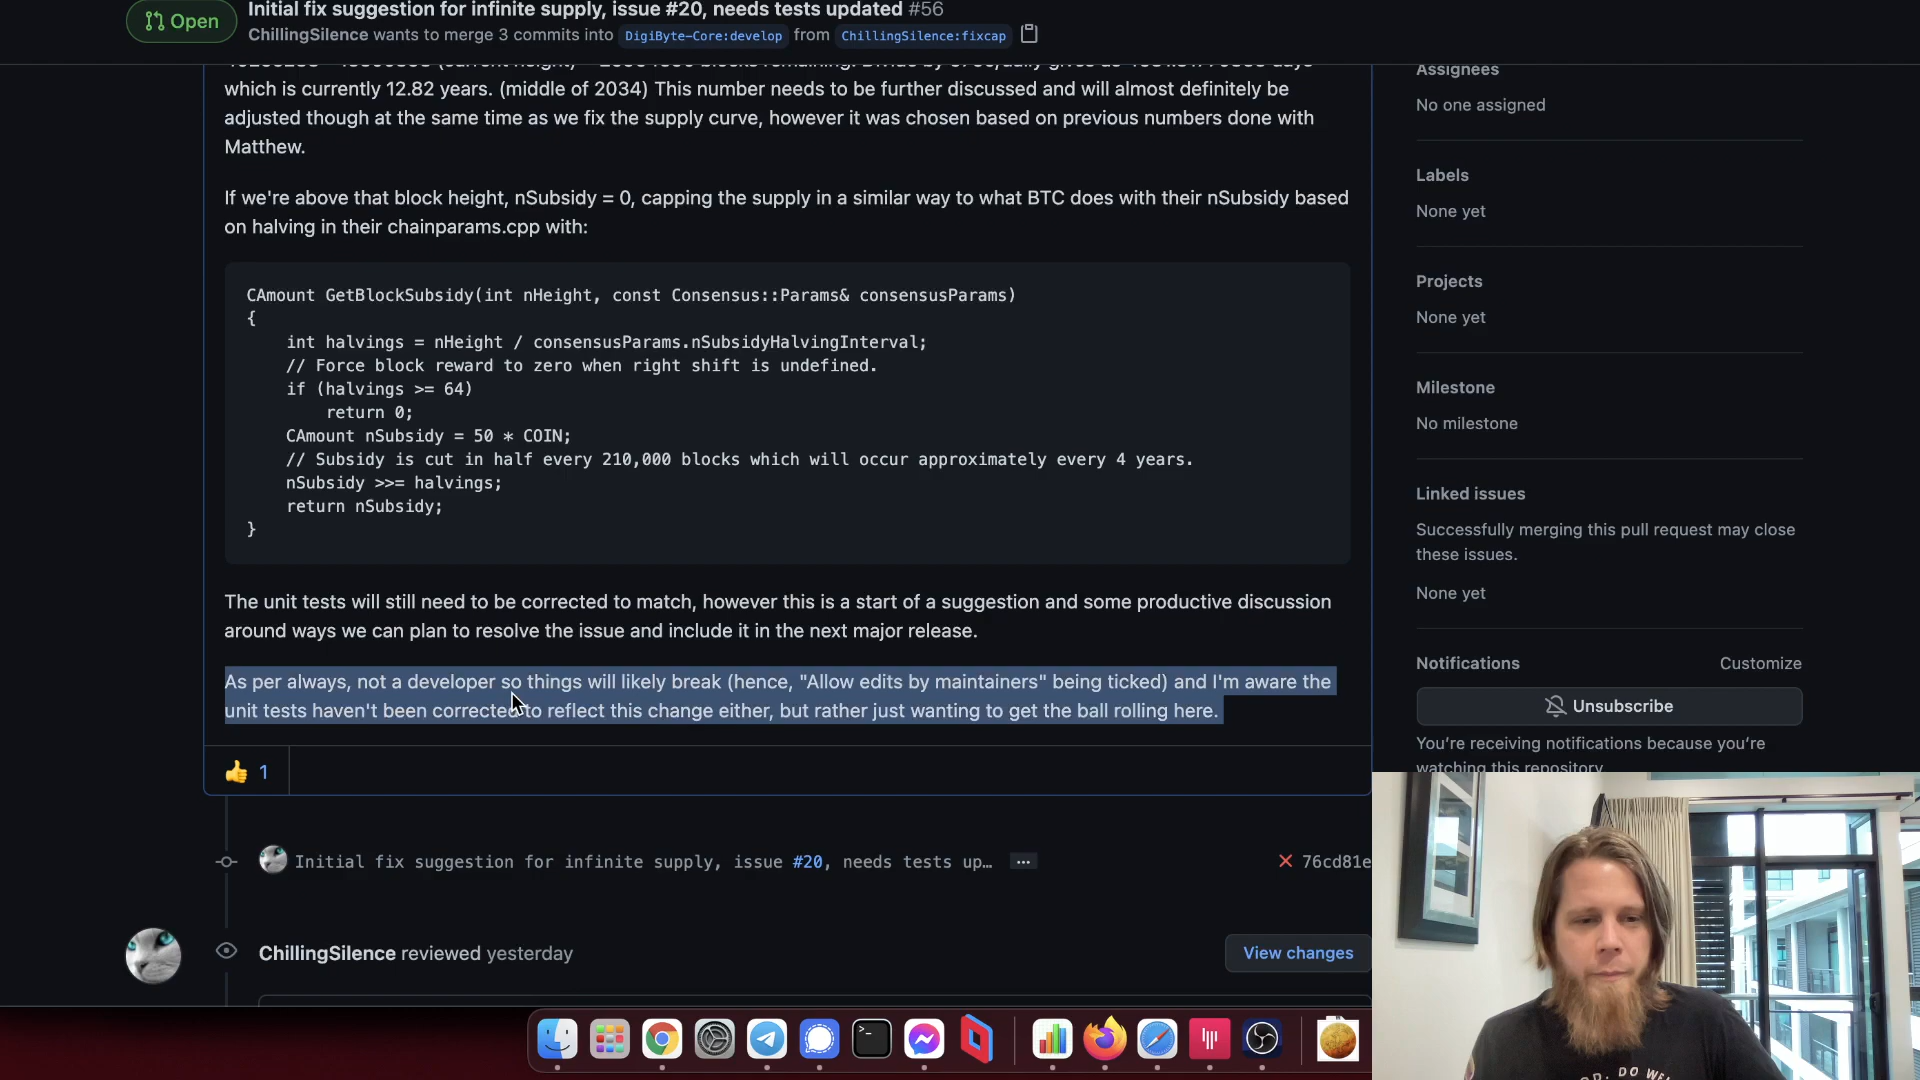 Open
Initial fix suggestion for infinite supply, issue #20, needs tests updated #56
ChillingSilence wants to merge 3 commits into DigiByte-Core:develop from ChillingSilence:fixcap
which is currently 12.82 years. (middle of 2034) This number needs to be further discussed and will almost definitely be
adjusted though at the same time as we fix the supply curve, however it was chosen based on previous numbers done with
Matthew.
If we're above that block height, nSubsidy = 0, capping the supply in a similar way to what BTC does with their nSubsidy based
on halving in their chainparams.cpp with:
CAmount GetBlockSubsidy(int nHeight, const Consensus::Params& consensusParams)
{
int halvings = nHeight / consensusParams.nSubsidyHalvingInterval;
// Force block reward to zero when right shift is undefined.
if (halvings >= 64)
return 0;
CAmount nSubsidy = 50 * COIN;
// Subsidy is cut in half every 210,000 blocks which will occur approximately every 4 years.
nSubsidy >>= halvings;
return nSubsidy;
}
The unit tests will still need to be corrected to match, however this is a start of a suggestion and some productive discussion
around ways we can plan to resolve the issue and include it in the next major release.
As per always, not a developer so things will likely break (hence, "Allow edits by maintainers" being ticked) and I'm aware the
unit tests haven't been corrected to reflect this change either, but rather just wanting to get the ball rolling here.
👍 1
Initial fix suggestion for infinite supply, issue #20, needs tests up… ...
76cd81e
ChillingSilence reviewed yesterday
View changes
Assignees
No one assigned
Labels
None yet
Projects
None yet
Milestone
No milestone
Linked issues
Successfully merging this pull request may close
these issues.
None yet
Notifications
Customize
Unsubscribe
You're receiving notifications because you're
watching this repository
DO WE